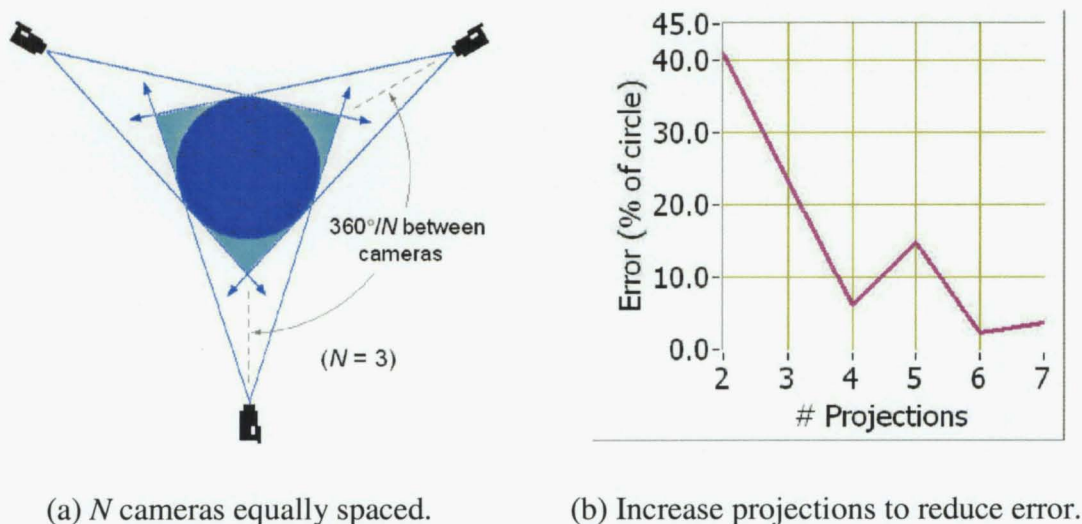 360°/N between
cameras
(N = 3)
45.0
40.0
30.0
20.0
10.0
0.0
Error (% of circle)
2 3 4 5 6 7
# Projections
(a) N cameras equally spaced.
(b) Increase projections to reduce error.